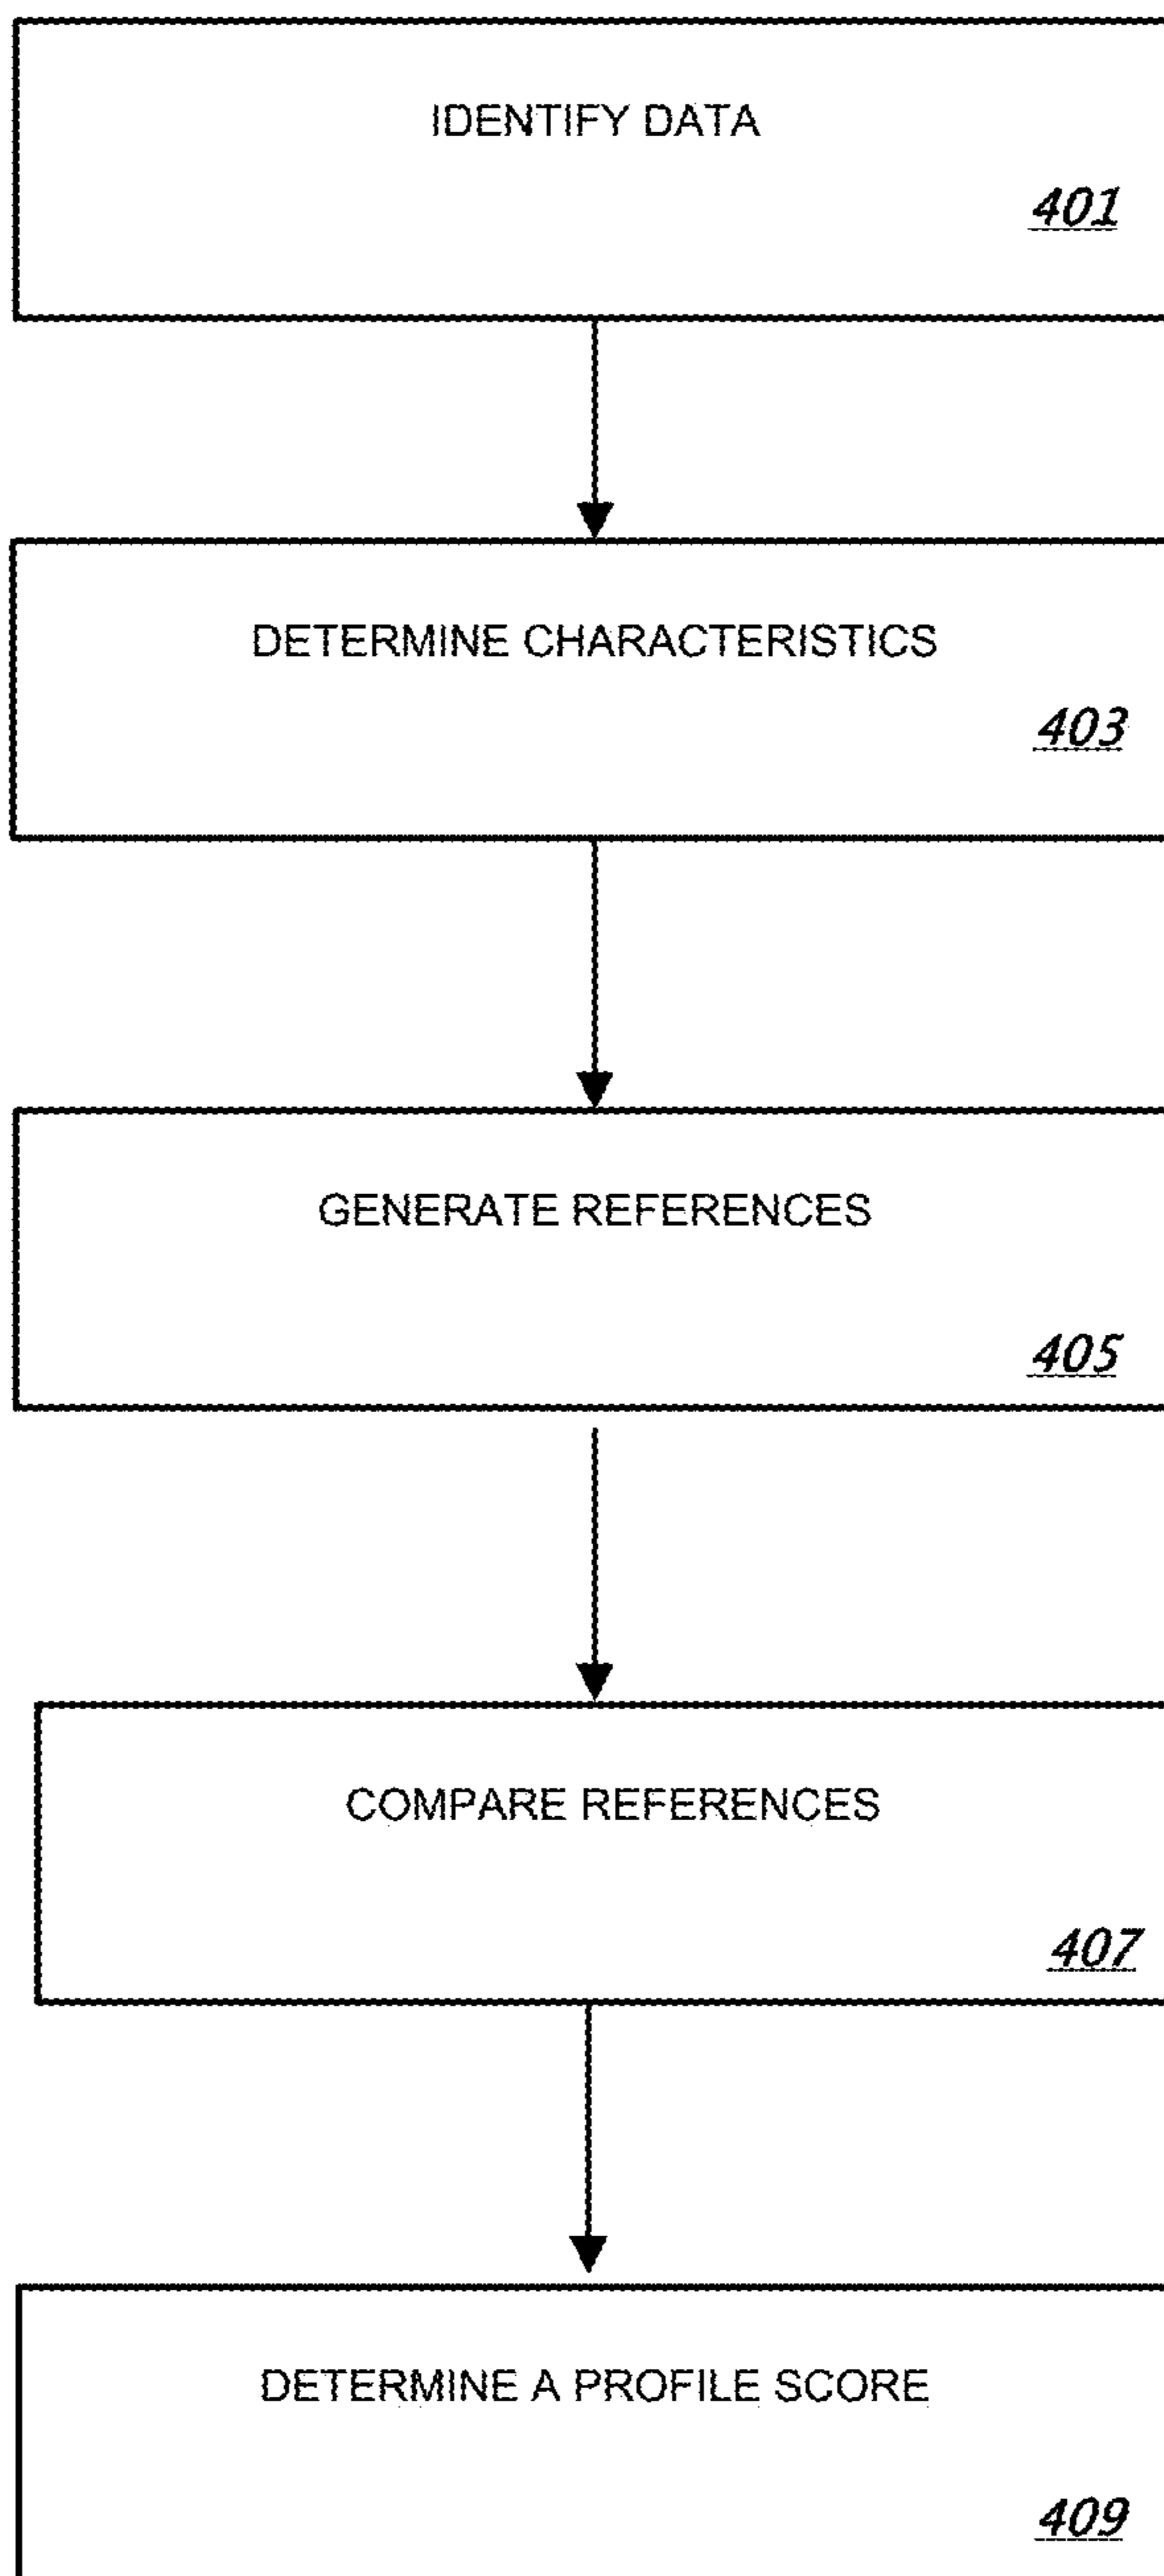 IDENTIFY DATA
401
DETERMINE CHARACTERISTICS
403
GENERATE REFERENCES
405
COMPARE REFERENCES
407
DETERMINE A PROFILE SCORE
409